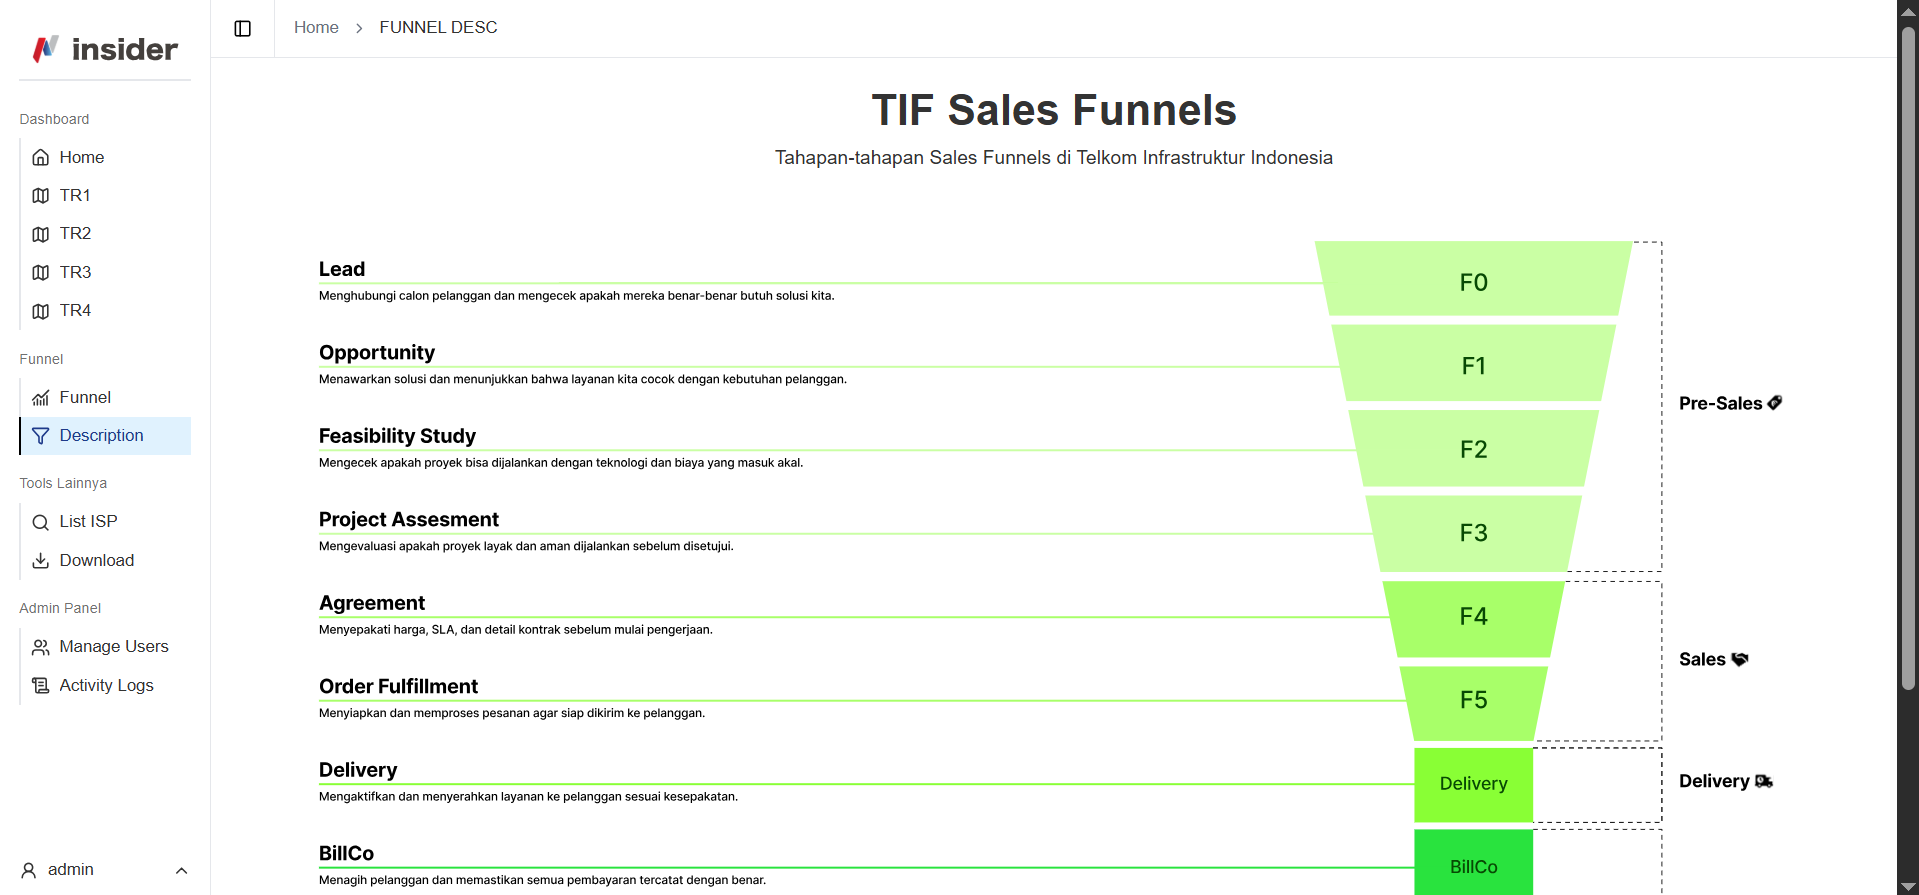 insider
Dashboard
Home
TR1
TR2
TR3
TR4
Funnel
Funnel
Description
Tools Lainnya
List ISP
Download
Admin Panel
Manage Users
Activity Logs
admin
Home > FUNNEL DESC
TIF Sales Funnels
Tahapan-tahapan Sales Funnels di Telkom Infrastruktur Indonesia
Lead
Menghubungi calon pelanggan dan mengecek apakah mereka benar-benar butuh solusi kita.
F0
Opportunity
Menawarkan solusi dan menunjukkan bahwa layanan kita cocok dengan kebutuhan pelanggan.
F1
Pre-Sales
Feasibility Study
Mengecek apakah proyek bisa dijalankan dengan teknologi dan biaya yang masuk akal.
F2
Project Assesment
Mengevaluasi apakah proyek layak dan aman dijalankan sebelum disetujui.
F3
Agreement
Menyepakati harga, SLA, dan detail kontrak sebelum mulai pengerjaan.
F4
Sales
Order Fulfillment
Menyiapkan dan memproses pesanan agar siap dikirim ke pelanggan.
F5
Delivery
Mengaktifkan dan menyerahkan layanan ke pelanggan sesuai kesepakatan.
Delivery
Delivery
BillCo
Menagih pelanggan dan memastikan semua pembayaran tercatat dengan benar.
BillCo